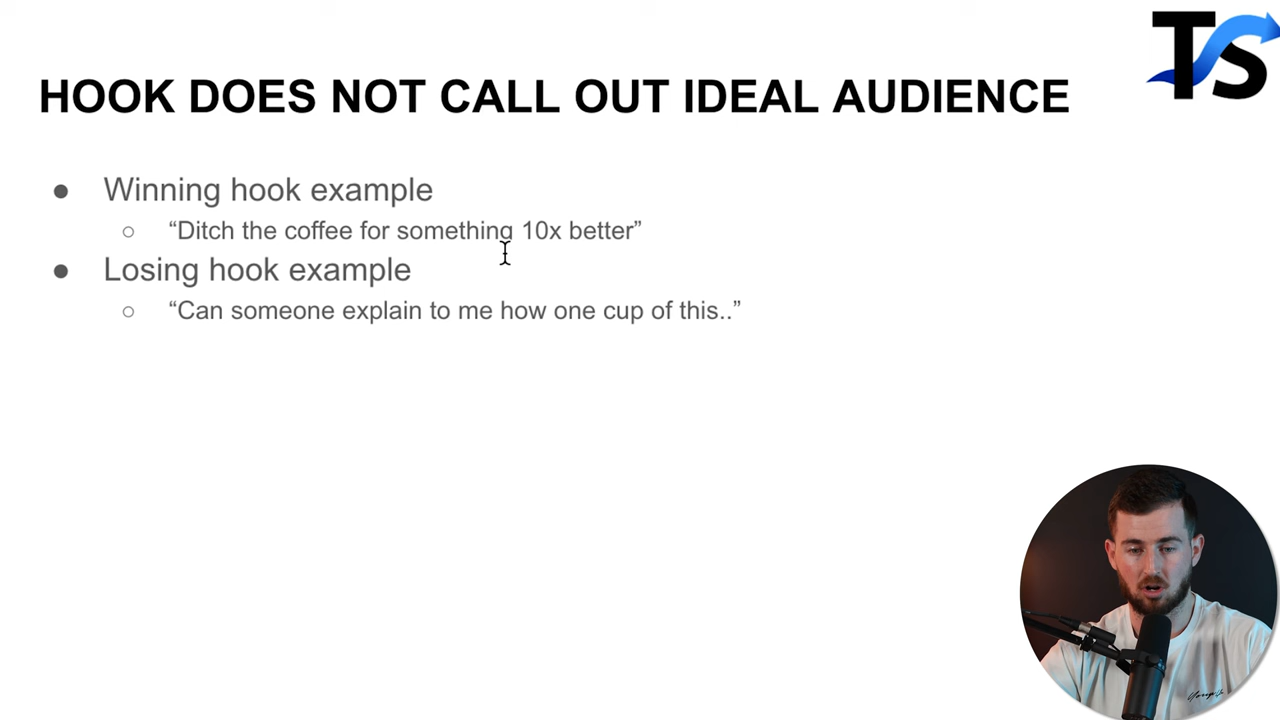 TS
HOOK DOES NOT CALL OUT IDEAL AUDIENCE
● Winning hook example
○ “Ditch the coffee for something 10x better”
● Losing hook example
○ “Can someone explain to me how one cup of this..”